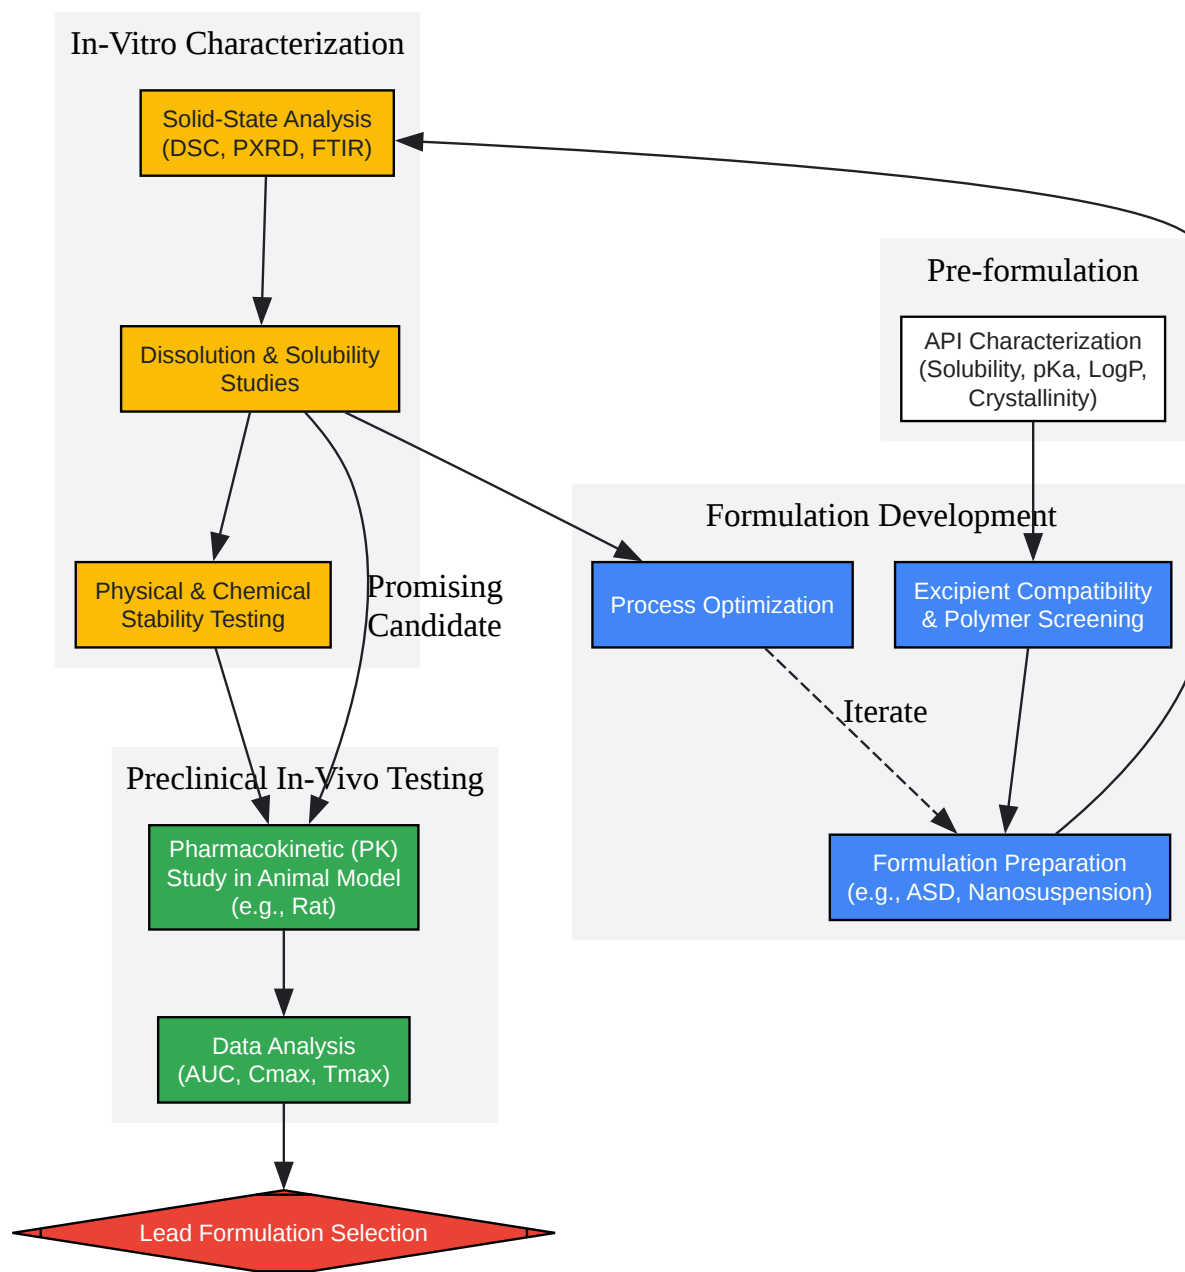 In-Vitro Characterization
Solid-State Analysis
(DSC, PXRD, FTIR)
Pre-formulation
API Characterization
(Solubility, pKa, LogP,
Crystallinity)
Dissolution & Solubility
Studies
Formulation Development
Physical & Chemical
Stability Testing
Promising
Candidate
Process Optimization
Excipient Compatibility
& Polymer Screening
Iterate
Preclinical In-Vivo Testing
Pharmacokinetic (PK)
Study in Animal Model
(e.g., Rat)
Formulation Preparation
(e.g., ASD, Nanosuspension)
Data Analysis
(AUC, Cmax, Tmax)
Lead Formulation Selection